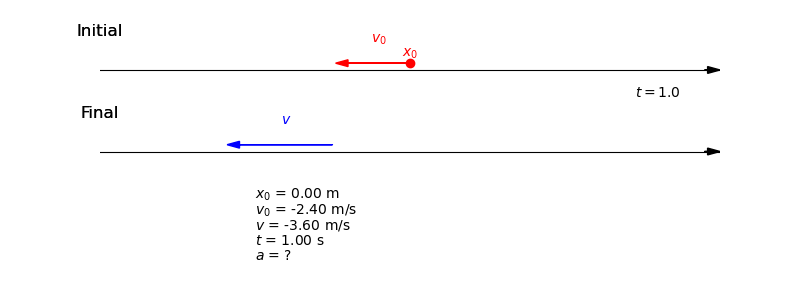 Initial
v₀
x₀
t = 1.0
Final
v
x₀ = 0.00 m
v₀ = -2.40 m/s
v = -3.60 m/s
t = 1.00 s
a = ?